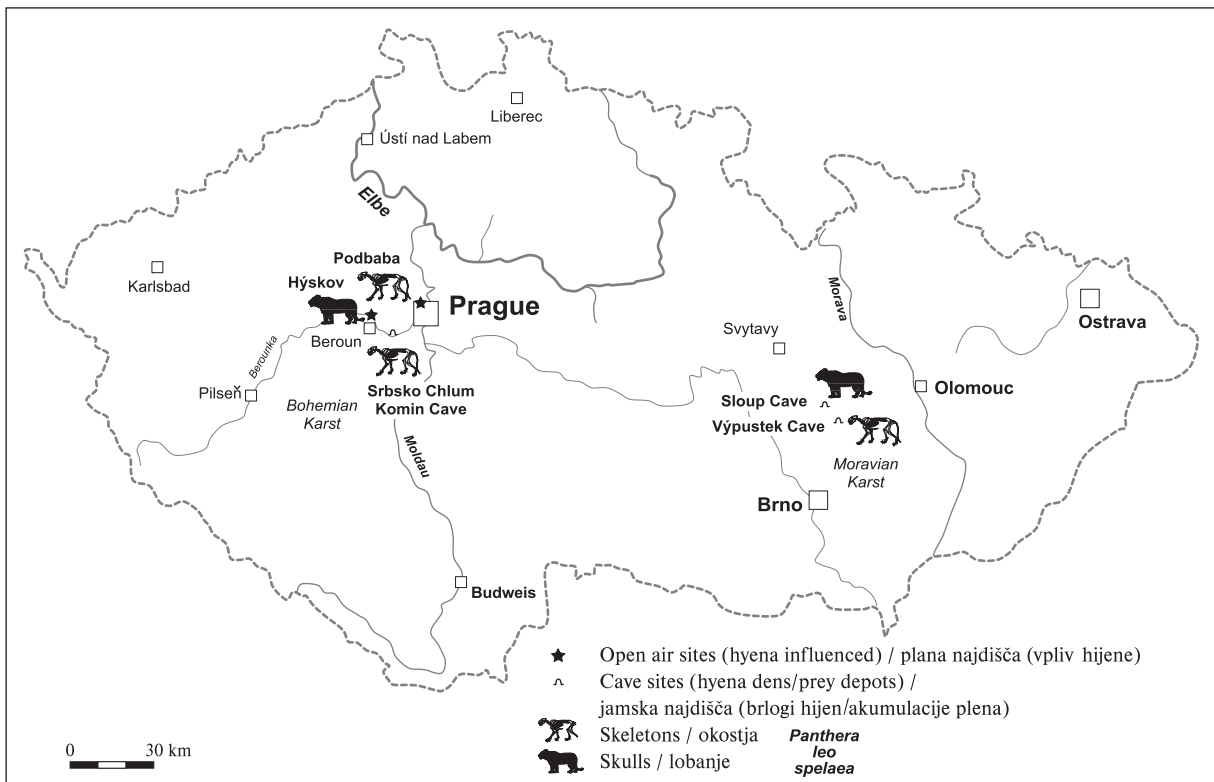 Liberec
Ústí nad Labem
Elbe
Podbaba
Karlsbad
Hýskov
Prague
Morava
Ostrava
Beroun
Svytavy
Berounka
Srbsko Chlum
Komin Cave
Pilseň
Bohemian
Karst
Sloup Cave
Olomouc
Výpustek Cave
Moldau
Moravian
Karst
Brno
Budweis
Open air sites (hyena influenced) / plana najdišča (vpliv hijene)
Cave sites (hyena dens/prey depots) /
jamska najdišča (brlogi hijen/akumulacije plena)
Skeletons / okostja
Skulls / lobanje
Panthera
leo
spelaea
0 30 km